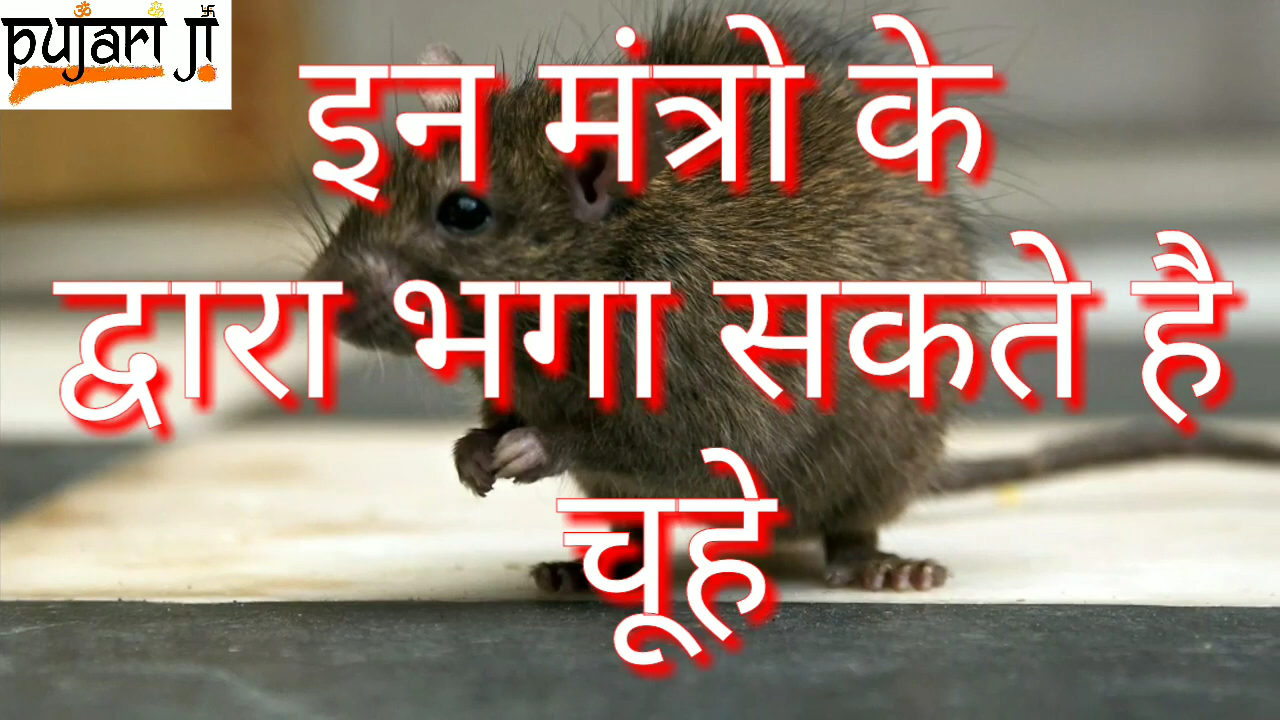 pujari ji
इन मंत्रो के
द्वारा भगा सकते है
चूहे